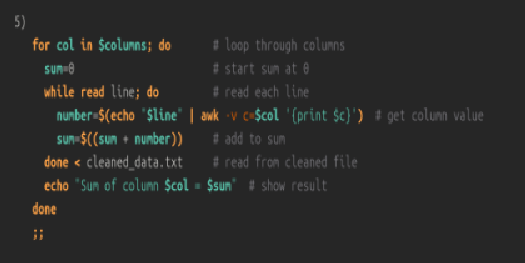 5)
for col in $columns; do # loop through columns
sum=0 # start sum at 0
while read line; do # read each line
number=$(echo "$line" | awk -v c=$col '{print $c}') # get column value
sum=$((sum + number)) # add to sum
done < cleaned_data.txt # read from cleaned file
echo "Sum of column $col = $sum" # show result
done
;;